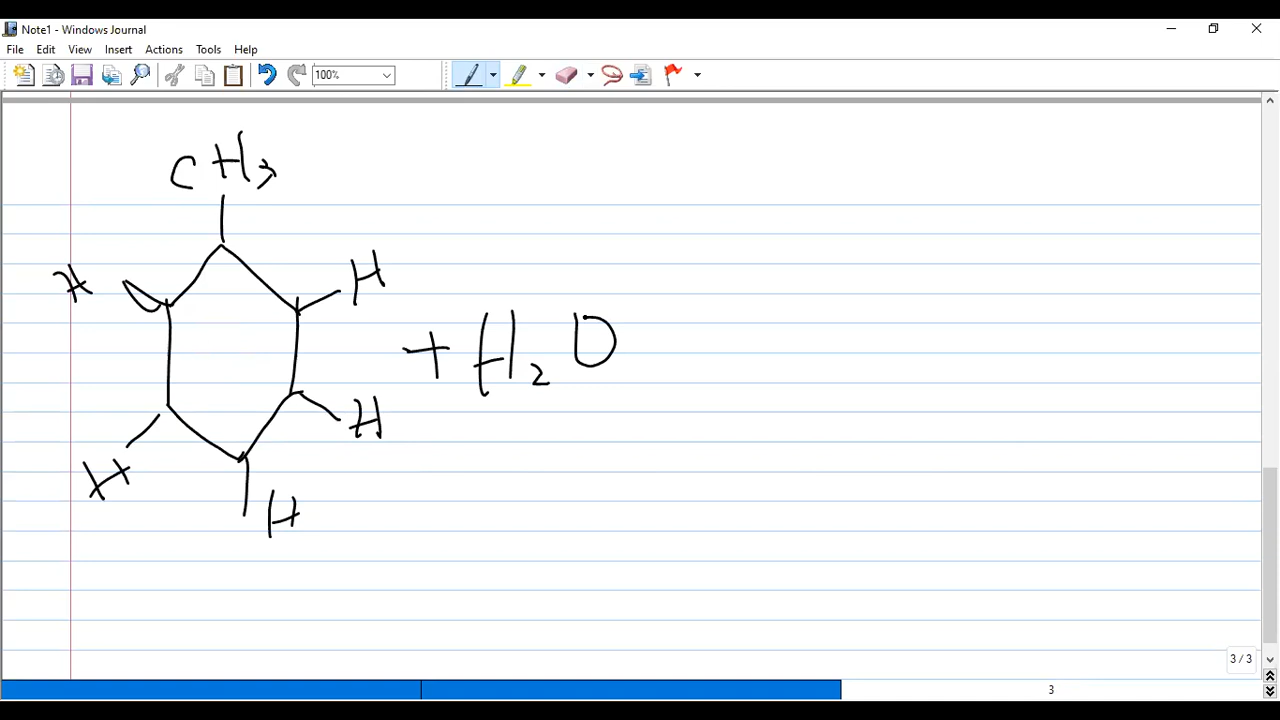 Note1 - Windows Journal
File Edit View Insert Actions Tools Help
100%
CH3
H H
+ H2O
H
H
H
3 / 3
3